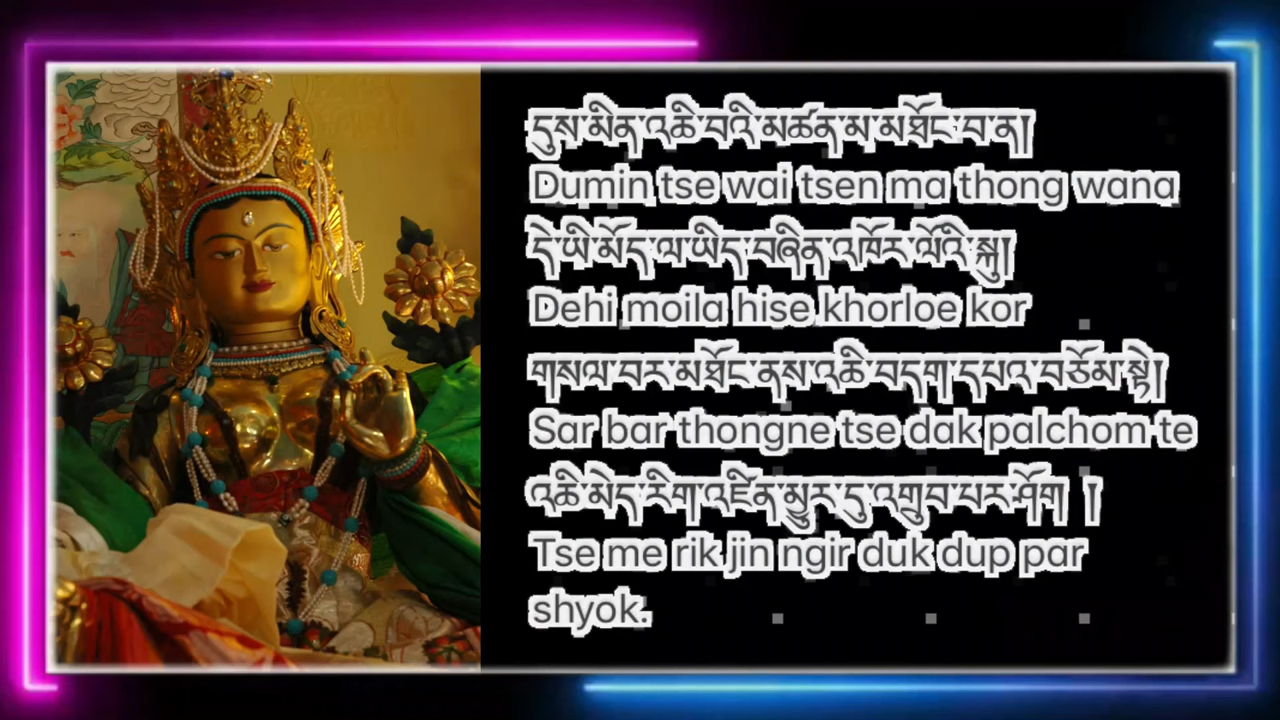 དུས་མིན་འཆི་བའི་མཚན་མ་མཐོང་བ་ན།
Dumin tse wai tsen ma thong wana
དེ་ཡི་མོད་ལ་ཡིད་བཞིན་འཁོར་ལོའི་སྐུ།
Dehi moila hise khorloe kor
གསལ་བར་མཐོང་ནས་འཆི་བདག་དཔའ་བཅོམ་སྟེ།
Sar bar thongne tse dak palchom te
འཆི་མེད་རིག་འཛིན་མྱུར་དུ་འགྲུབ་པར་ཤོག །
Tse me rik jin ngir duk dup par
shyok.